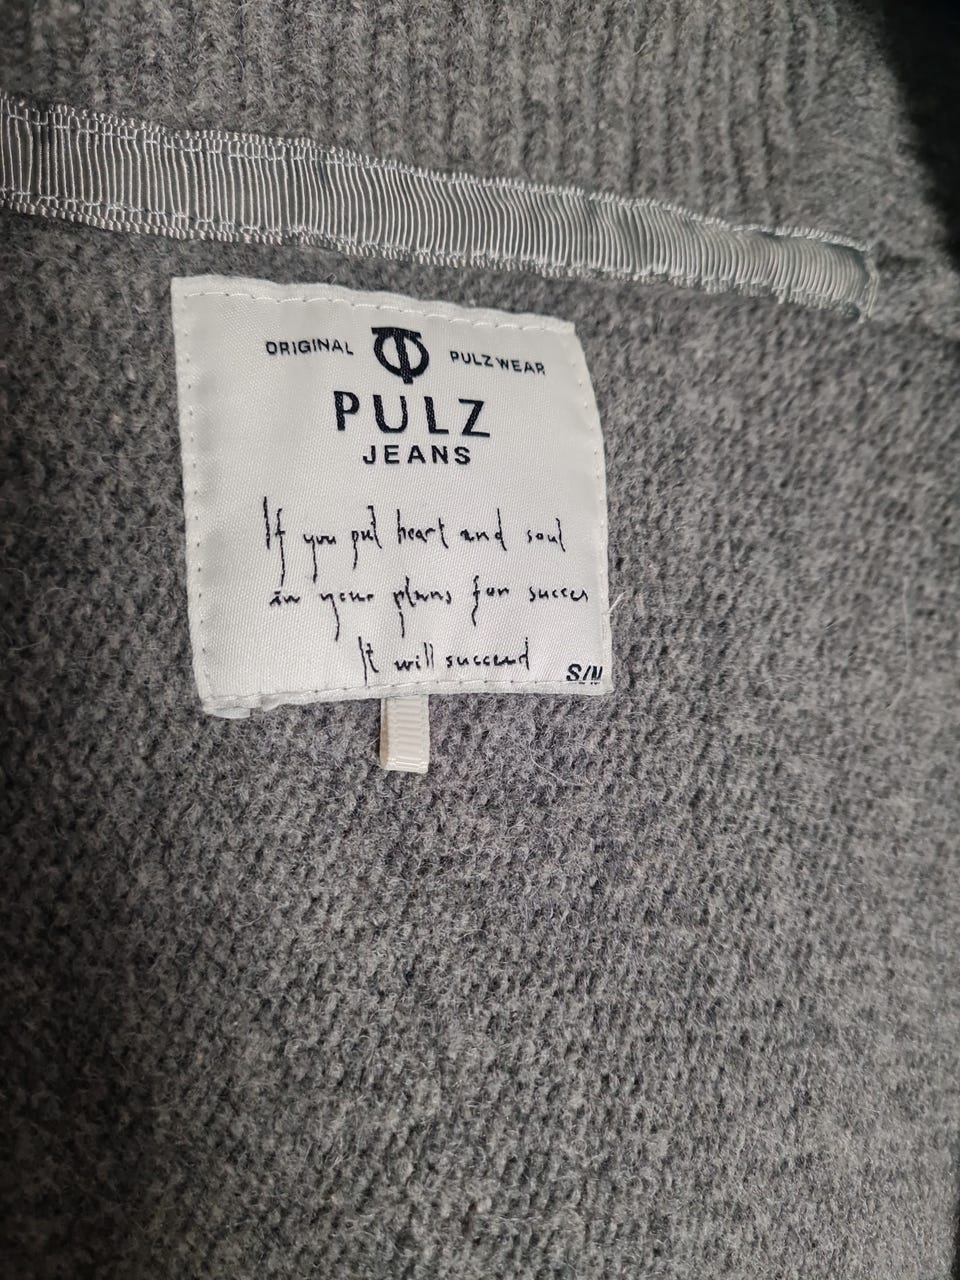 ORIGINAL PULZWEAR
PULZ
JEANS
If you put heart and soul
in your plans for succes
It will succeed
S/M